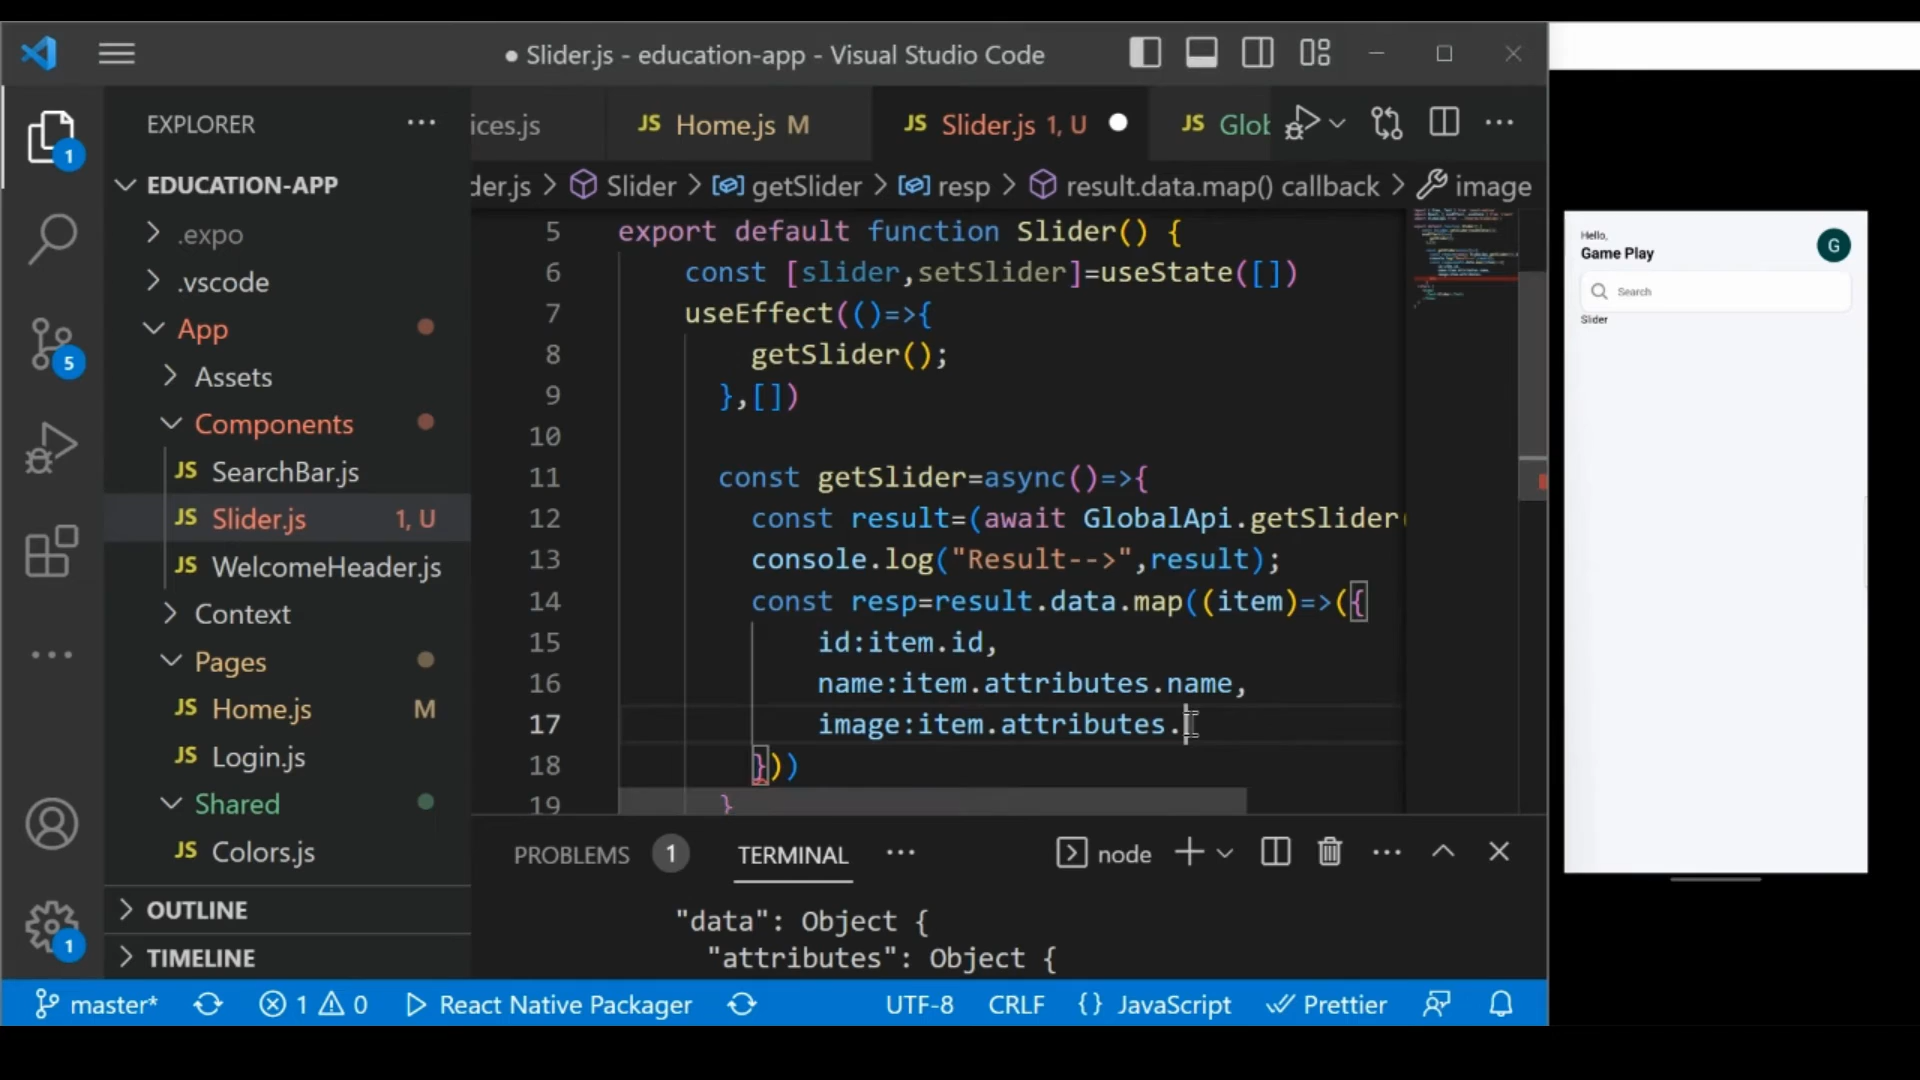 ● Slider.js - education-app - Visual Studio Code
EXPLORER
ices.js
JS Home.js M
JS Slider.js 1, U
JS Glob
1
der.js > Slider > getSlider > resp > result.data.map() callback > image
EDUCATION-APP
.expo
.vscode
App
Assets
Components
JS SearchBar.js
JS Slider.js 1, U
JS WelcomeHeader.js
Context
Pages
JS Home.js M
JS Login.js
Shared
JS Colors.js
OUTLINE
TIMELINE
5
1
5 export default function Slider() {
6 const [slider,setSlider]=useState([])
7 useEffect(()=>{
8 getSlider();
9 },[])
10
11 const getSlider=async()=>{
12 const result=(await GlobalApi.getSlider(
13 console.log("Result-->",result);
14 const resp=result.data.map((item)=>({
15 id:item.id,
16 name:item.attributes.name,
17 image:item.attributes.
18 }))
19 }
PROBLEMS 1 TERMINAL ··· node
"data": Object {
"attributes": Object {
master* 1 0 React Native Packager UTF-8 CRLF {} JavaScript Prettier
Hello,
Game Play
G
Search
Slider